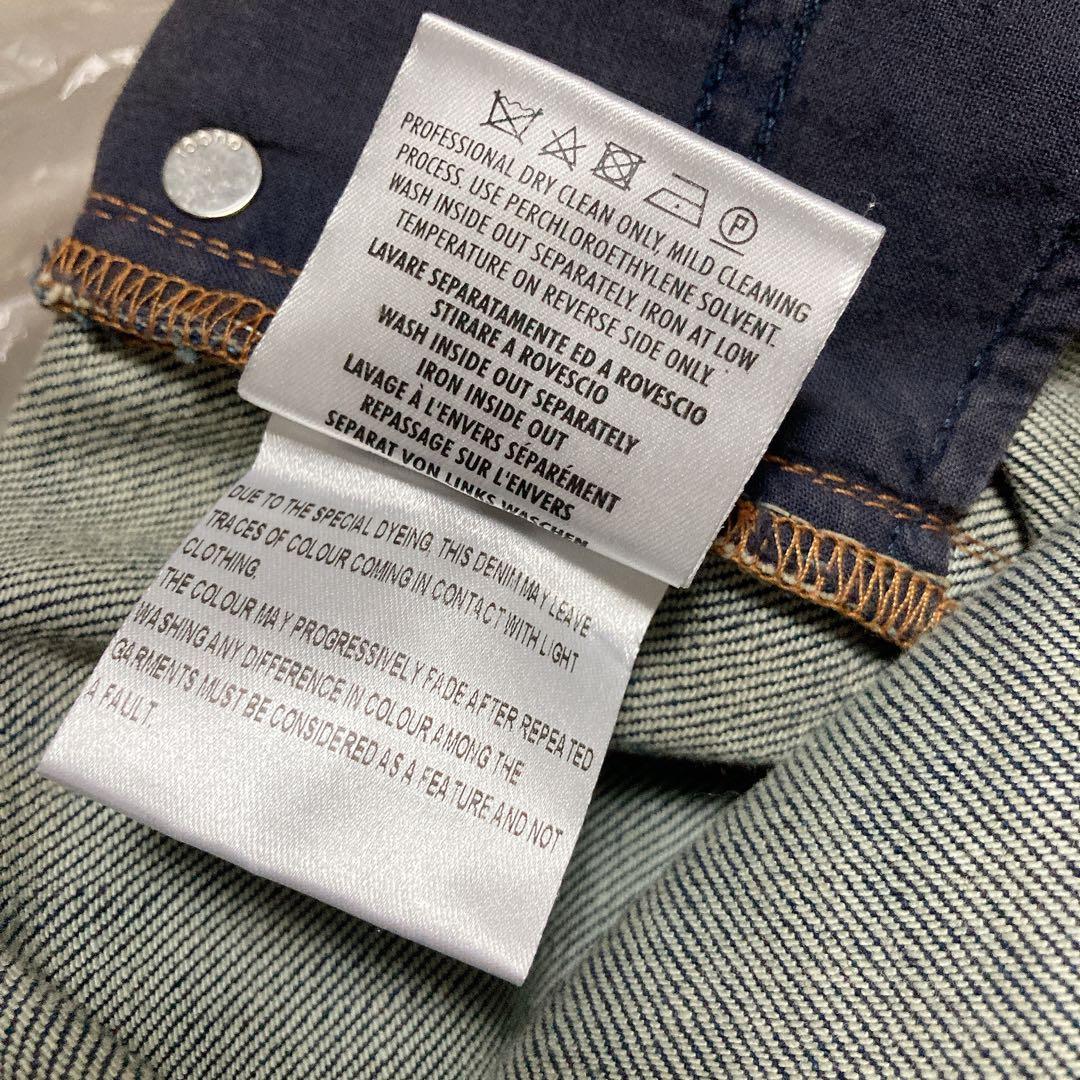 P
PROFESSIONAL DRY CLEAN ONLY, MILD CLEANING
PROCESS. USE PERCHLOROETHYLENE SOLVENT.
WASH INSIDE OUT SEPARATELY, IRON AT LOW
TEMPERATURE ON REVERSE SIDE ONLY.
LAVARE SEPARATAMENTE ED A ROVESCIO
STIRARE A ROVESCIO
WASH INSIDE OUT SEPARATELY
IRON INSIDE OUT
LAVAGE À L'ENVERS SÉPARÉMENT
REPASSAGE SUR L'ENVERS
SEPARAT VON LINKS WASCHEN
DUE TO THE SPECIAL DYEING, THIS DENIM MAY LEAVE
TRACES OF COLOUR COMING IN CONTACT WITH LIGHT
CLOTHING.
THE COLOUR MAY PROGRESSIVELY FADE AFTER REPEATED
WASHING ANY DIFFERENCE IN COLOUR AMONG THE
GARMENTS MUST BE CONSIDERED AS A FEATURE AND NOT
A FAULT.